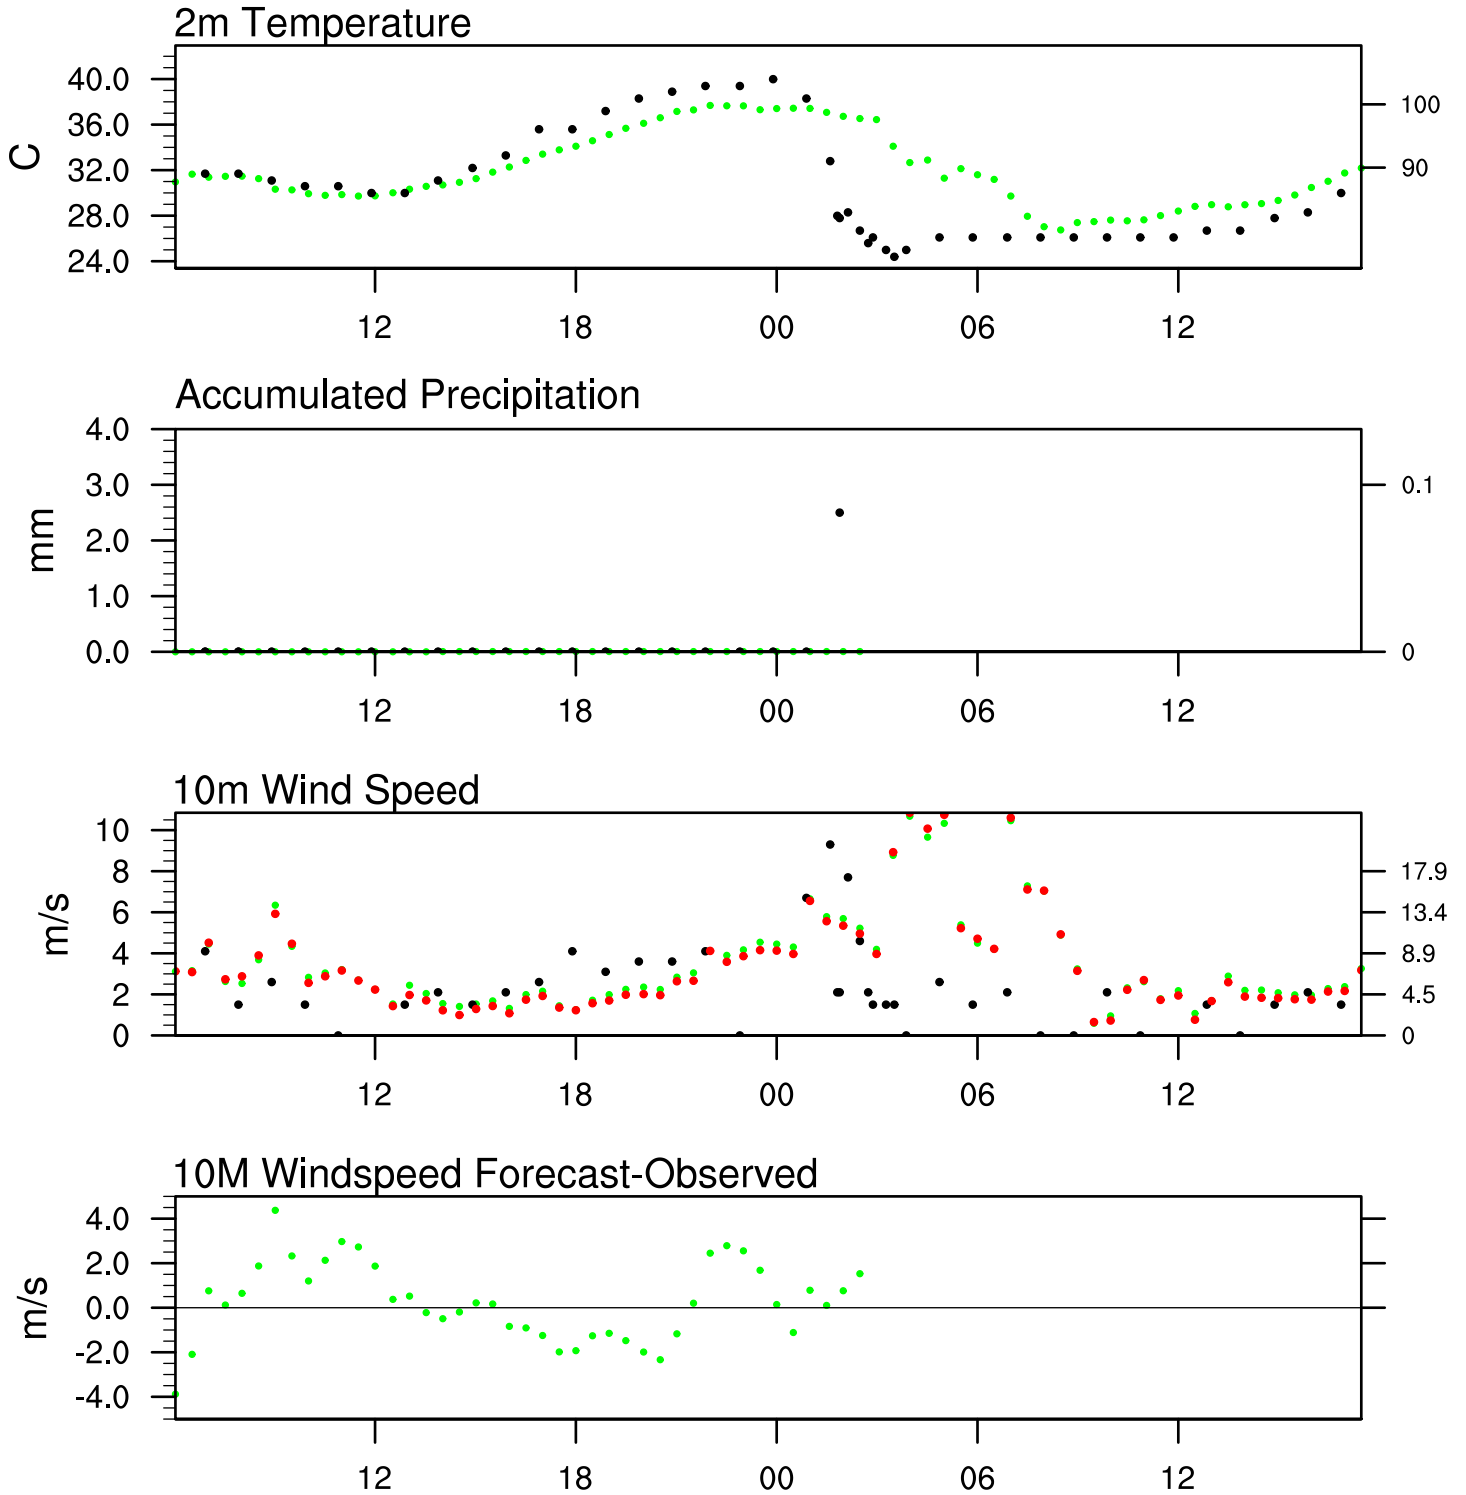 2m Temperature
40.0
36.0
32.0
28.0
24.0
C
100
90
12 18 00 06 12
Accumulated Precipitation
4.0
3.0
2.0
1.0
0.0
mm
0.1
0
12 18 00 06 12
10m Wind Speed
10
8
6
4
2
0
m/s
17.9
13.4
8.9
4.5
0
12 18 00 06 12
10M Windspeed Forecast-Observed
4.0
2.0
0.0
-2.0
-4.0
m/s
12 18 00 06 12